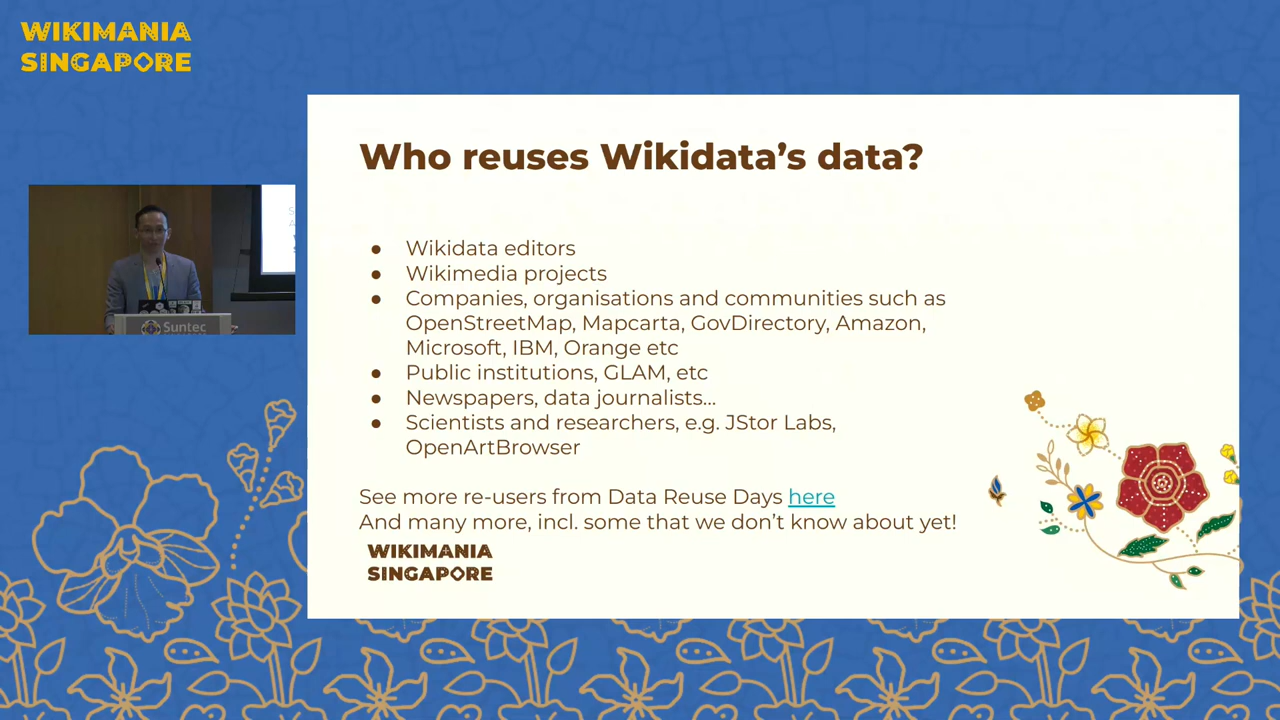 WIKIMANIA
SINGAPORE
Who reuses Wikidata's data?
● Wikidata editors
● Wikimedia projects
● Companies, organisations and communities such as
OpenStreetMap, Mapcarta, GovDirectory, Amazon,
Microsoft, IBM, Orange etc
● Public institutions, GLAM, etc
● Newspapers, data journalists...
● Scientists and researchers, e.g. JStor Labs,
OpenArtBrowser
See more re-users from Data Reuse Days here
And many more, incl. some that we don't know about yet!
WIKIMANIA
SINGAPORE
Suntec